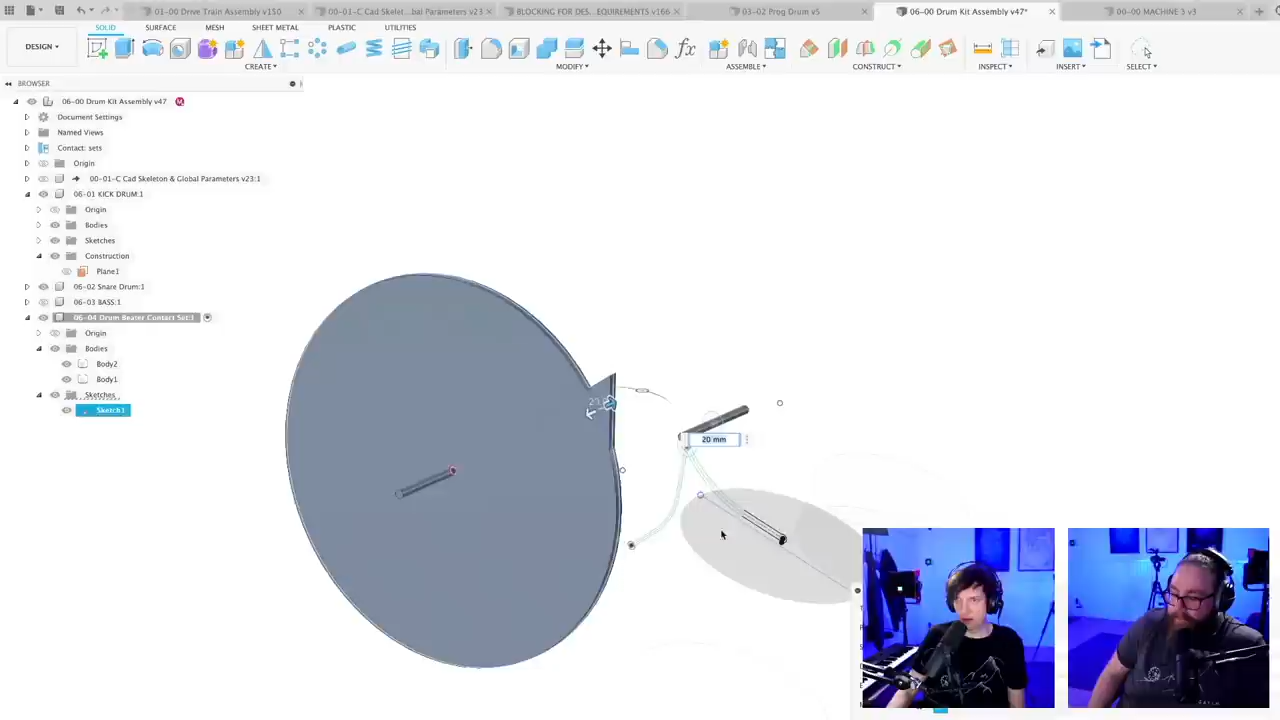 01–00 Drive Train Assembly v150
00-01-C Cad Skelet...bal Parameters v23
BLOCKING FOR DES...EQUIREMENTS v166
03–02 Prog Drum v5
06–00 Drum Kit Assembly v47*
00–00 MACHINE 3 v3
SOLID SURFACE MESH SHEET METAL PLASTIC UTILITIES
DESIGN
CREATE MODIFY ASSEMBLE CONSTRUCT INSPECT INSERT SELECT
BROWSER
06–00 Drum Kit Assembly v47
Document Settings
Named Views
Contact: sets
Origin
00–01–C Cad Skeleton & Global Parameters v23:1
06–01 KICK DRUM:1
Origin
Bodies
Sketches
Construction
Plane1
06–02 Snare Drum:1
06–03 BASS:1
06–04 Drum Beater Contact Set:1
Origin
Bodies
Body2
Body1
Sketches
Sketch1
20 mm